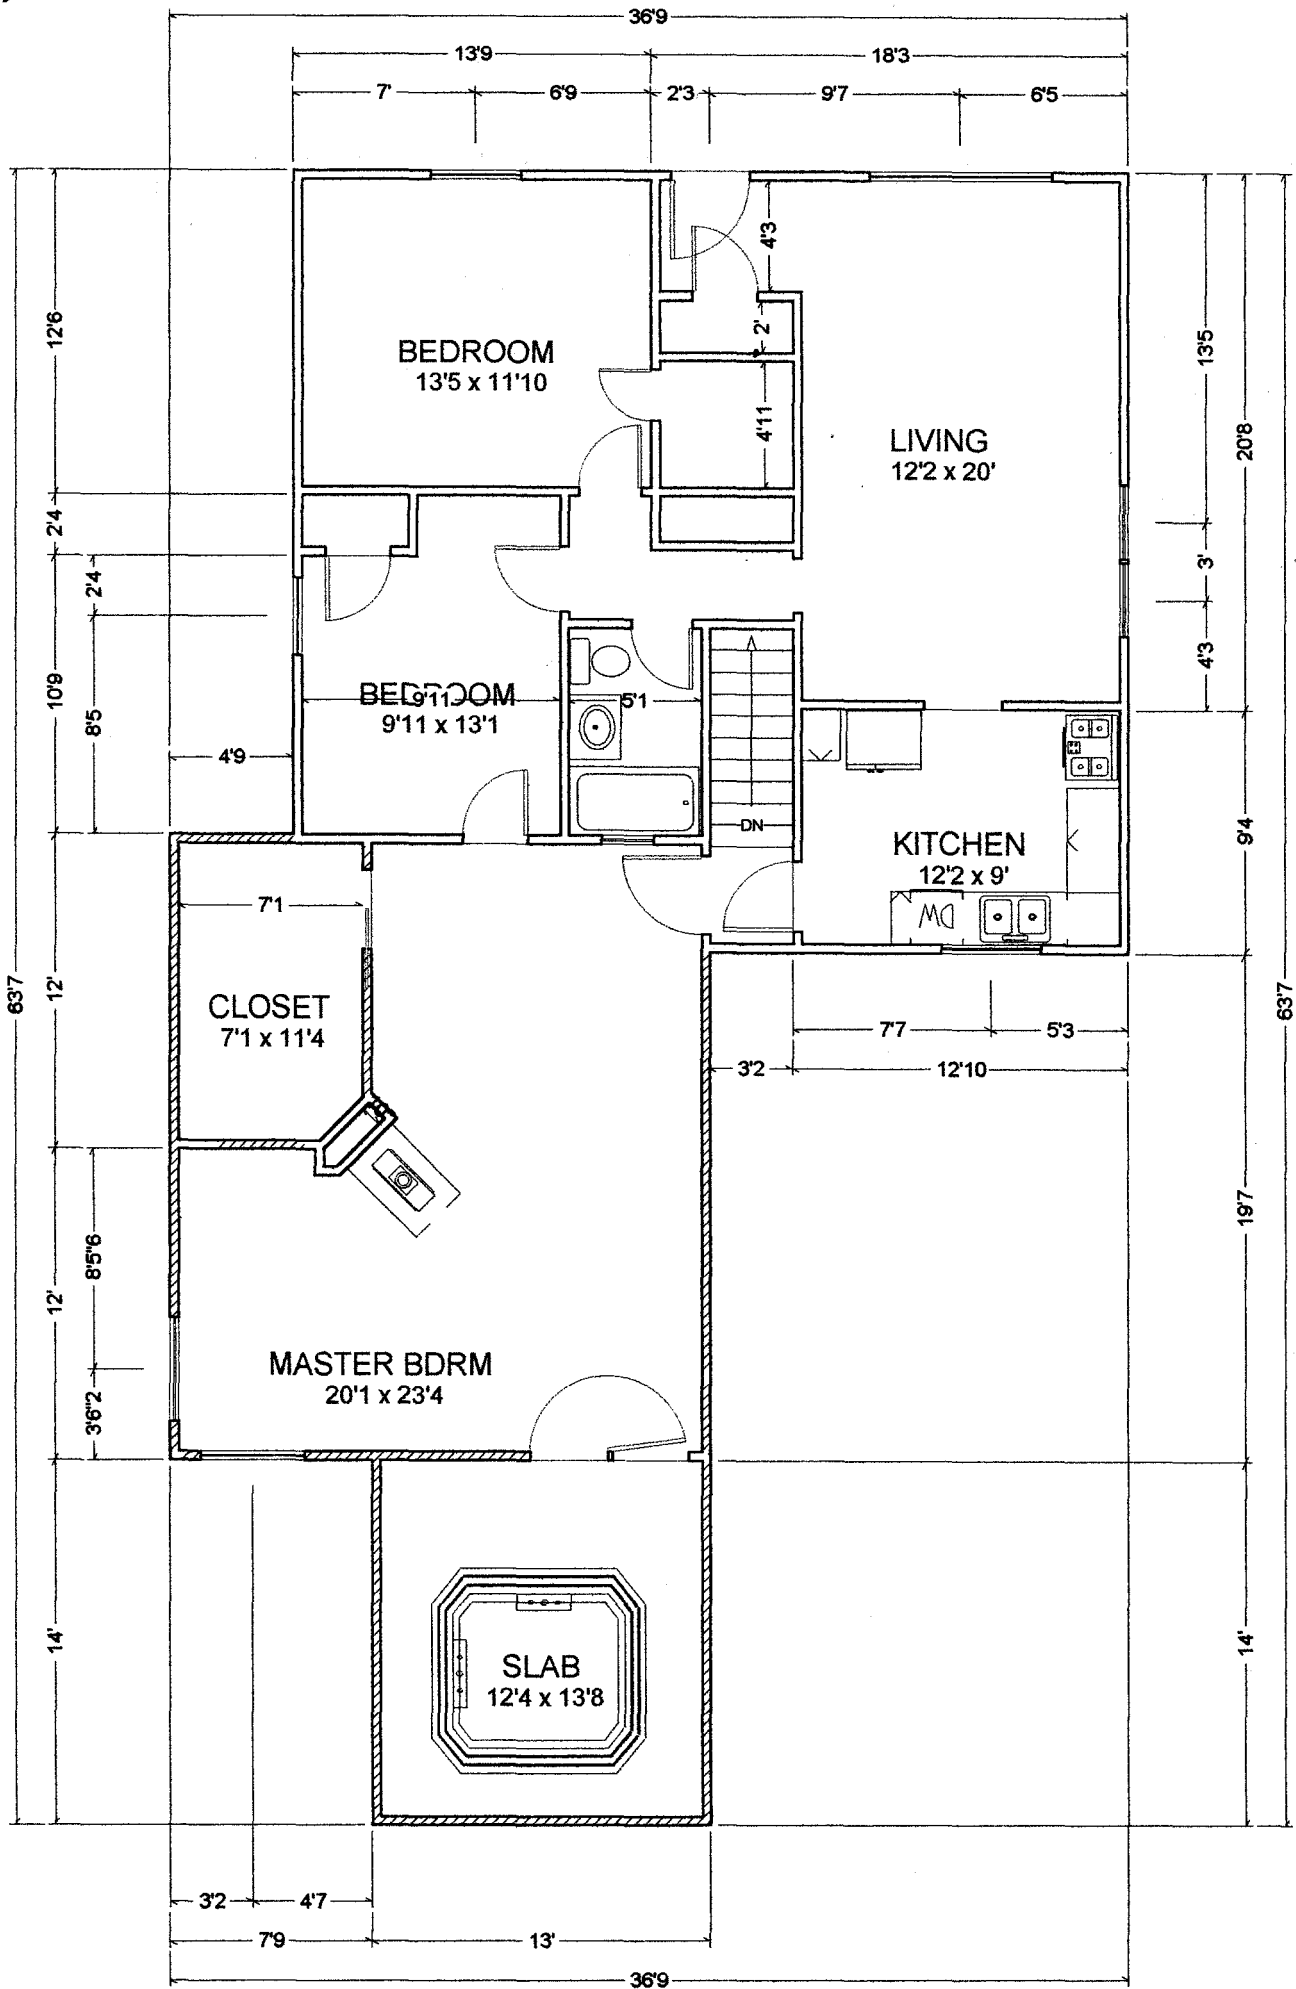 36'9
13'9
18'3
7'
6'9
2'3
9'7
6'5
4'3
12'6
2'
13'5
BEDROOM
13'5 x 11'10
4'11
LIVING
12'2 x 20'
20'8
2'4
2'4
3'
4'3
10'9
8'5
BEDROOM
9'11
9'11 x 13'1
5'1
4'9
DN
KITCHEN
12'2 x 9'
9'4
7'1
DW
63'7
12'
CLOSET
7'1 x 11'4
63'7
7'7
5'3
3'2
12'10
19'7
8'5"6
12'
MASTER BDRM
20'1 x 23'4
3'6"2
14'
SLAB
12'4 x 13'8
14'
3'2
4'7
7'9
13'
36'9